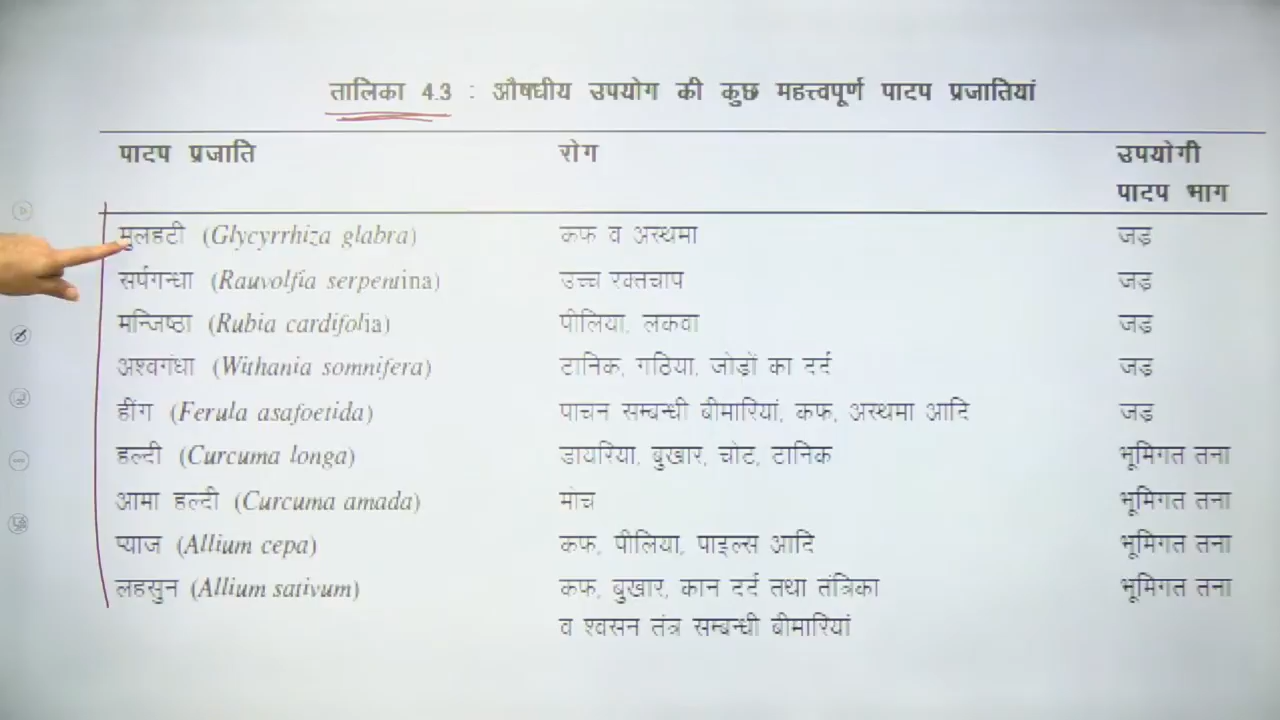 तालिका 4.3 : औषधीय उपयोग की कुछ महत्त्वपूर्ण पादप प्रजातियां
पादप प्रजाति रोग उपयोगी
पादप भाग
मुलहटी (Glycyrrhiza glabra) कफ व अस्थमा जड़
सर्पगन्धा (Rauvolfia serpentina) उच्च रक्तचाप जड़
मन्जिष्ठा (Rubia cardifolia) पीलिया, लकवा जड़
अश्वगंधा (Withania somnifera) टानिक, गठिया, जोड़ों का दर्द जड़
हींग (Ferula asafoetida) पाचन सम्बन्धी बीमारियां, कफ, अस्थमा आदि जड़
हल्दी (Curcuma longa) डायरिया, बुखार, चोट, टानिक भूमिगत तना
आमा हल्दी (Curcuma amada) मोच भूमिगत तना
प्याज (Allium cepa) कफ, पीलिया, पाइल्स आदि भूमिगत तना
लहसुन (Allium sativum) कफ, बुखार, कान दर्द तथा तंत्रिका भूमिगत तना
व श्वसन तंत्र सम्बन्धी बीमारियां